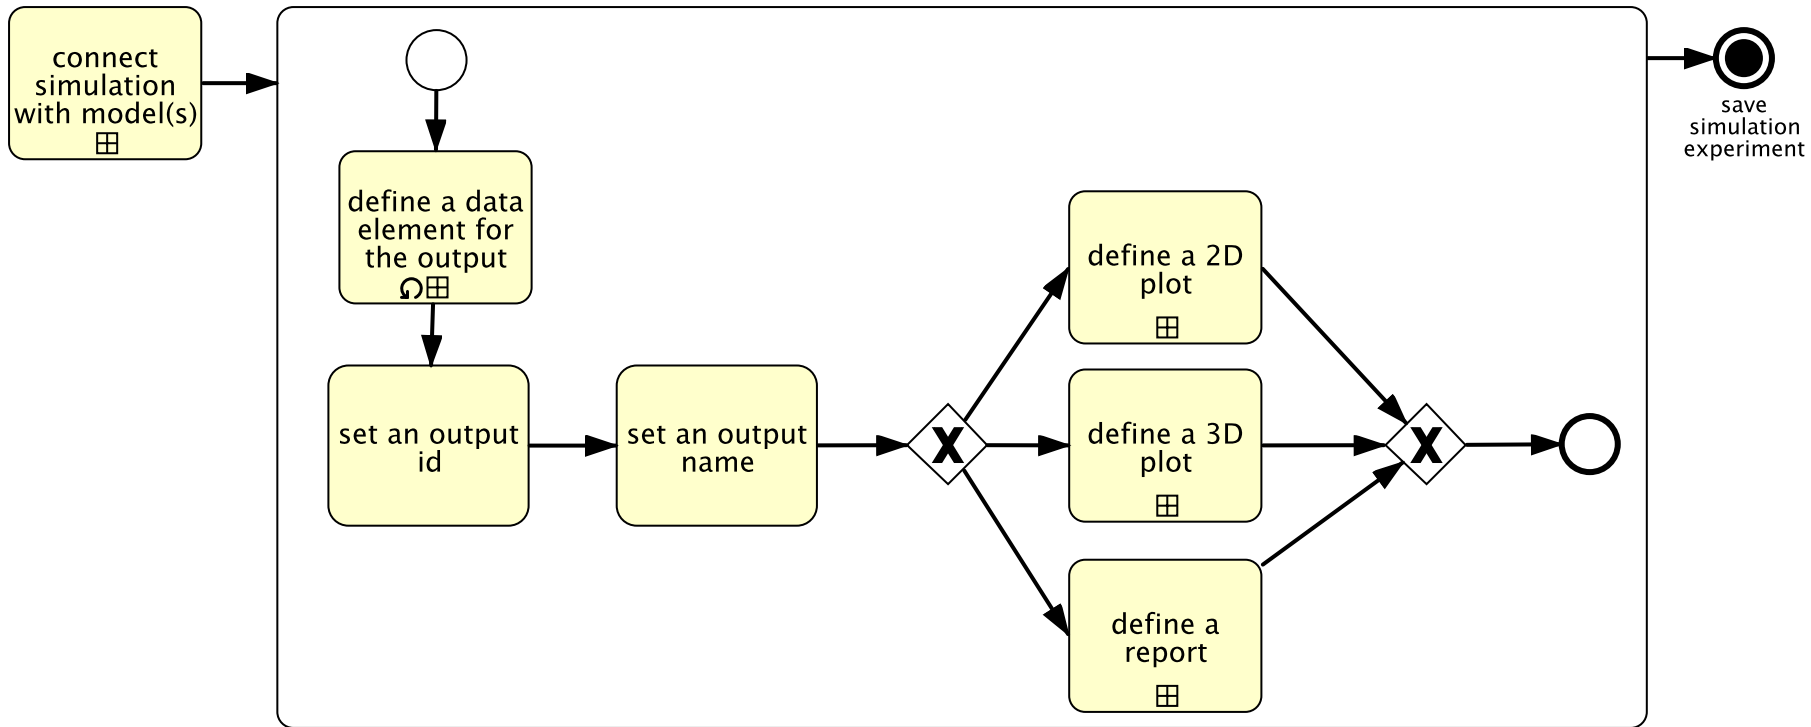 connect
simulation
with model(s)
define a data
element for
the output
set an output
id
set an output
name
X
define a 2D
plot
define a 3D
plot
define a
report
X
save
simulation
experiment